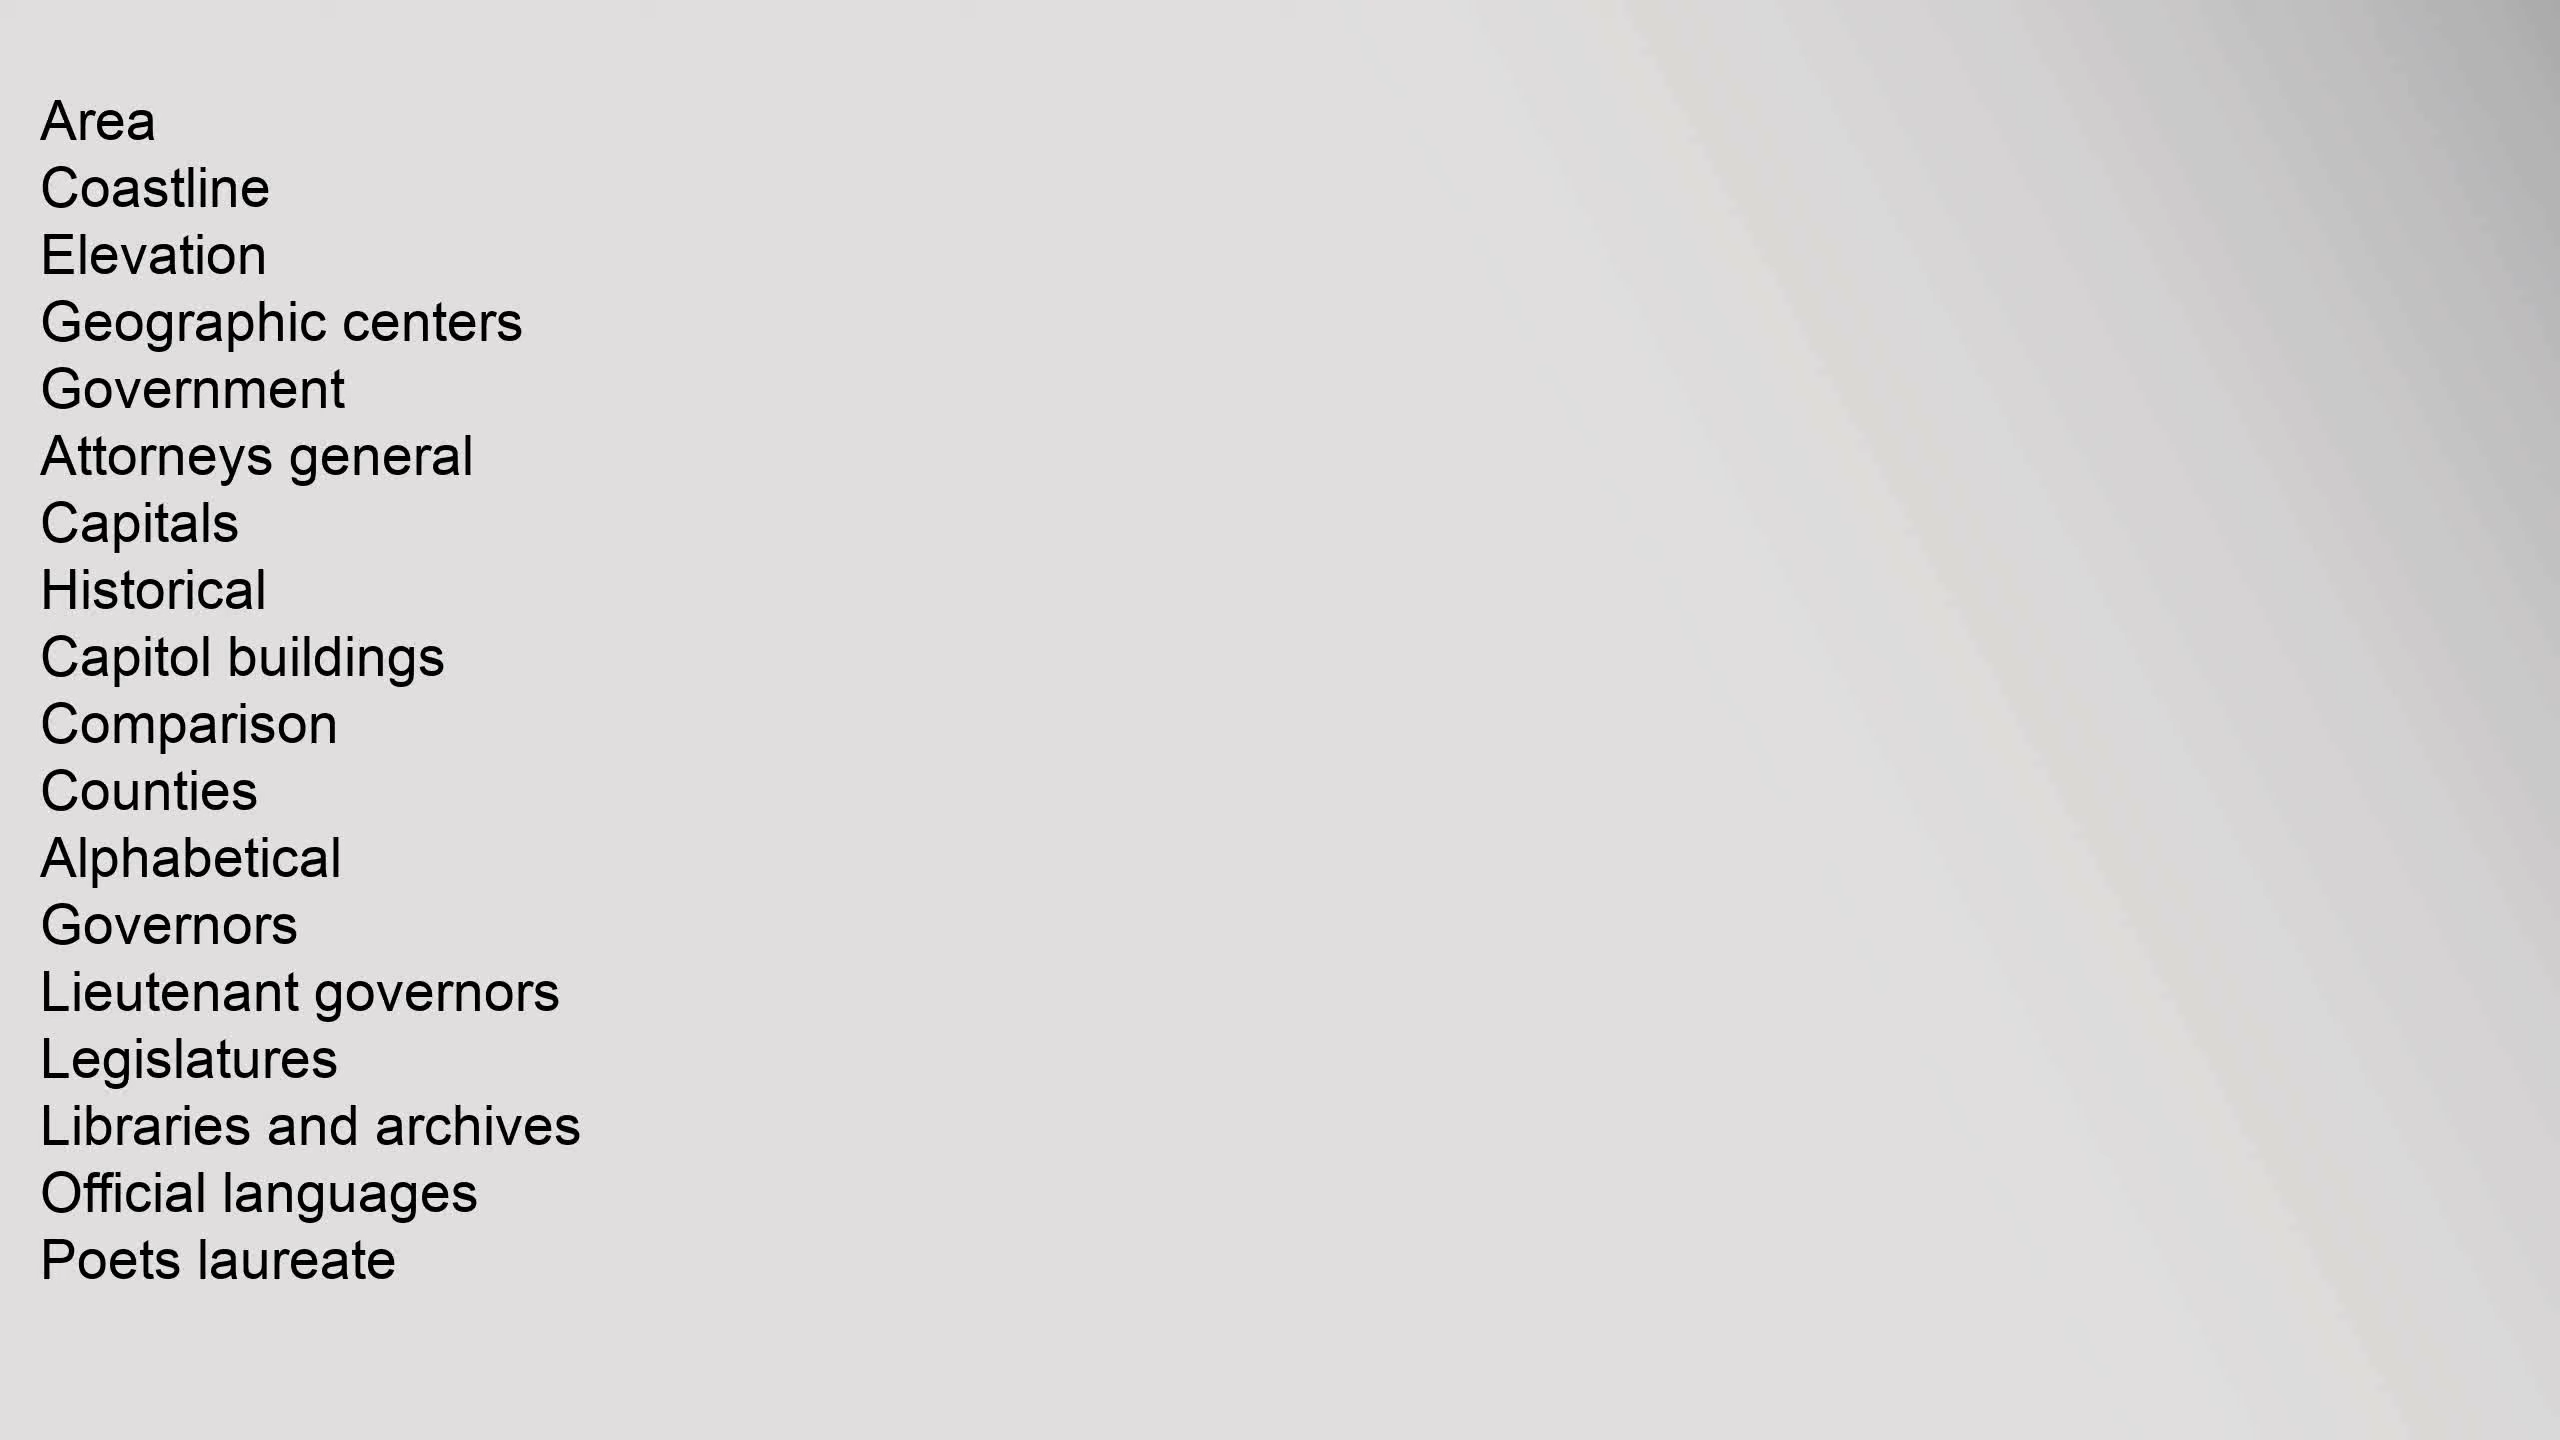 Area
Coastline
Elevation
Geographic centers
Government
Attorneys general
Capitals
Historical
Capitol buildings
Comparison
Counties
Alphabetical
Governors
Lieutenant governors
Legislatures
Libraries and archives
Official languages
Poets laureate